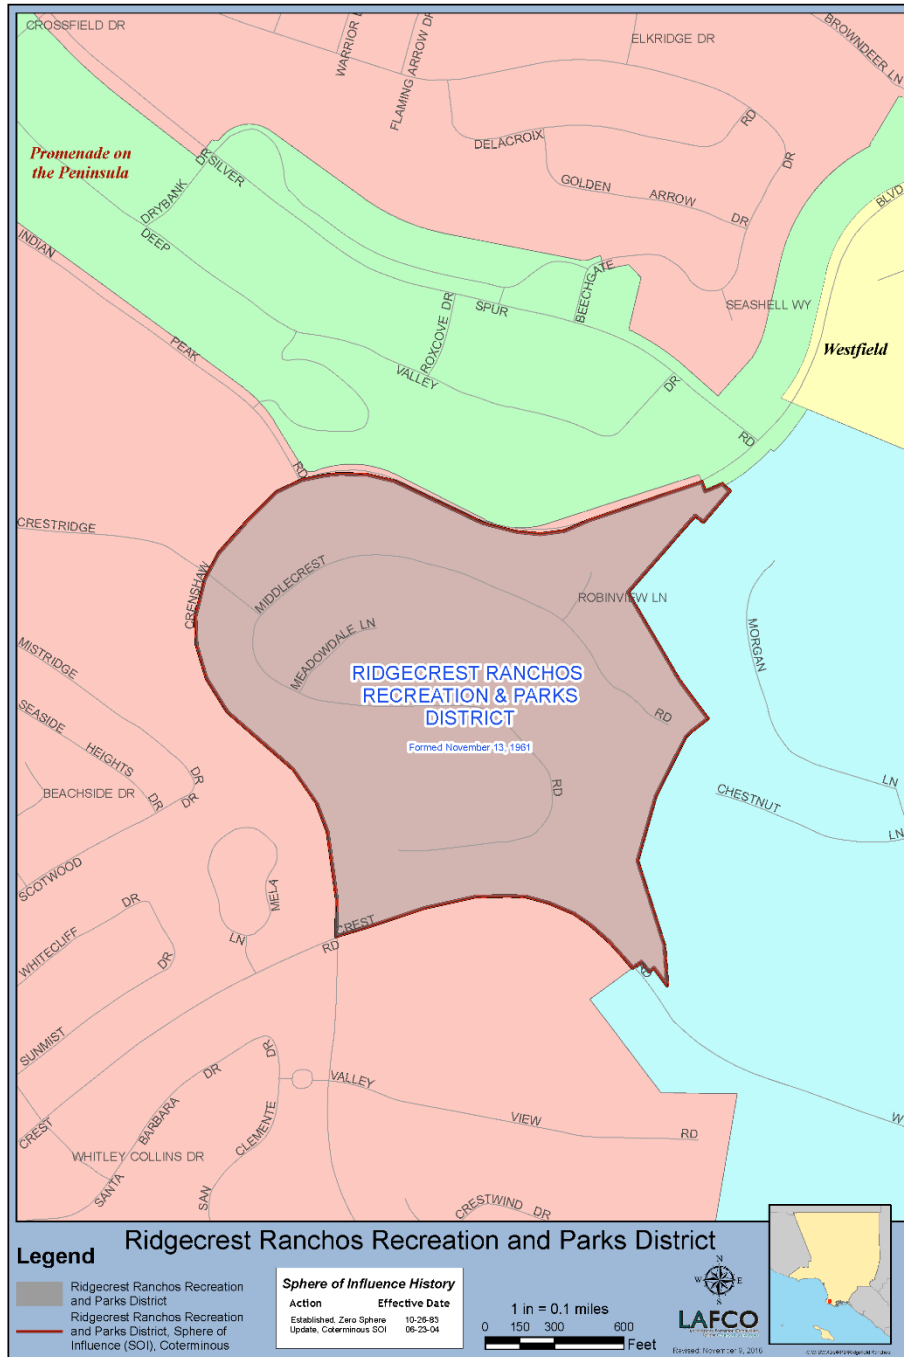 CROSSFIELD DR
WARRIOR
FLAMING ARROW DR
ELKRIDGE DR
BROWNDEER LN
DELACROIX
RD
GOLDEN ARROW DR
DR
Promenade on
the Peninsula
DRYBANK DR
SILVER
SPUR
RD
DEEP
VALLEY
DR
INDIAN
PEAK
RD
ROXCOVE DR
BEECHGATE
SEASHELL WY
BLVD
Westfield
CRESTRIDGE
CRENSHAW
MIDDLECREST
RD
MEADOWDALE LN
ROBINVIEW LN
MORGAN
LN
RIDGECREST RANCHOS
RECREATION & PARKS
DISTRICT
Formed November 13, 1961
RD
MISTRIDGE
DR
SEASIDE
HEIGHTS
DR
BEACHSIDE DR
DR
SCOTWOOD
CHESTNUT
LN
MELA
LN
CREST
RD
WHITECLIFF
DR
DR
SUNMIST
CREST
SANTA
BARBARA
DR
DR
SAN
CLEMENTE
WHITLEY COLLINS DR
VALLEY
VIEW
RD
CRESTWIND DR
W
Ridgecrest Ranchos Recreation and Parks District
Legend
Ridgecrest Ranchos Recreation
and Parks District
Ridgecrest Ranchos Recreation
and Parks District, Sphere of
Influence (SOI), Coterminous
Sphere of Influence History
Action Effective Date
Established, Zero Sphere 10-26-83
Update, Coterminous SOI 06-23-04
1 in = 0.1 miles
0 150 300 600
Feet
N
W E
S
LAFCO
Revised: November 9, 2016